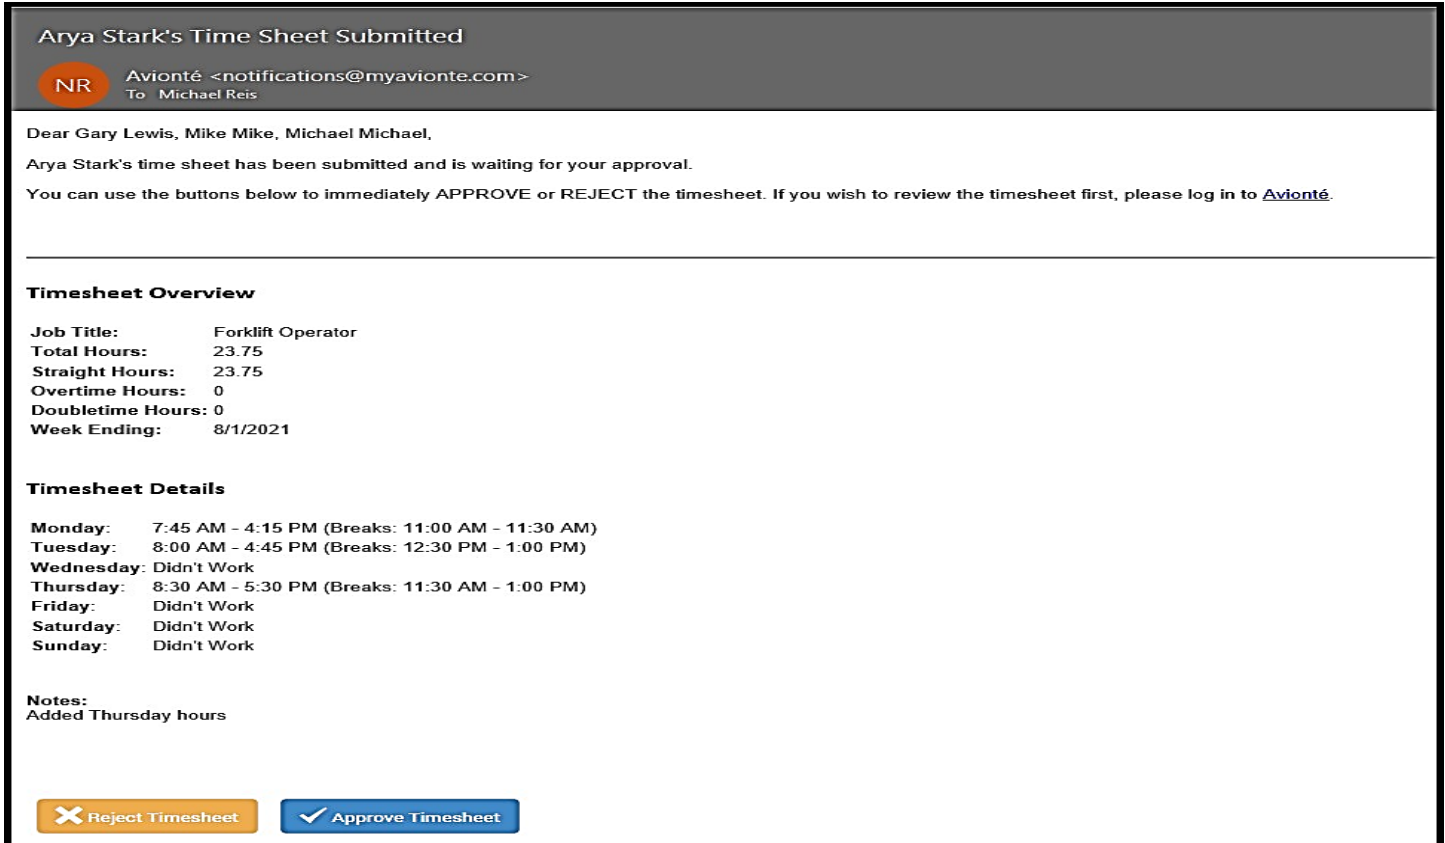 Arya Stark's Time Sheet Submitted
NR
Avionté <notifications@myavionte.com>
To Michael Reis
Dear Gary Lewis, Mike Mike, Michael Michael,
Arya Stark's time sheet has been submitted and is waiting for your approval.
You can use the buttons below to immediately APPROVE or REJECT the timesheet. If you wish to review the timesheet first, please log in to Avionté.
Timesheet Overview
Job Title: Forklift Operator
Total Hours: 23.75
Straight Hours: 23.75
Overtime Hours: 0
Doubletime Hours: 0
Week Ending: 8/1/2021
Timesheet Details
Monday: 7:45 AM - 4:15 PM (Breaks: 11:00 AM - 11:30 AM)
Tuesday: 8:00 AM - 4:45 PM (Breaks: 12:30 PM - 1:00 PM)
Wednesday: Didn't Work
Thursday: 8:30 AM - 5:30 PM (Breaks: 11:30 AM - 1:00 PM)
Friday: Didn't Work
Saturday: Didn't Work
Sunday: Didn't Work
Notes:
Added Thursday hours
Reject Timesheet Approve Timesheet